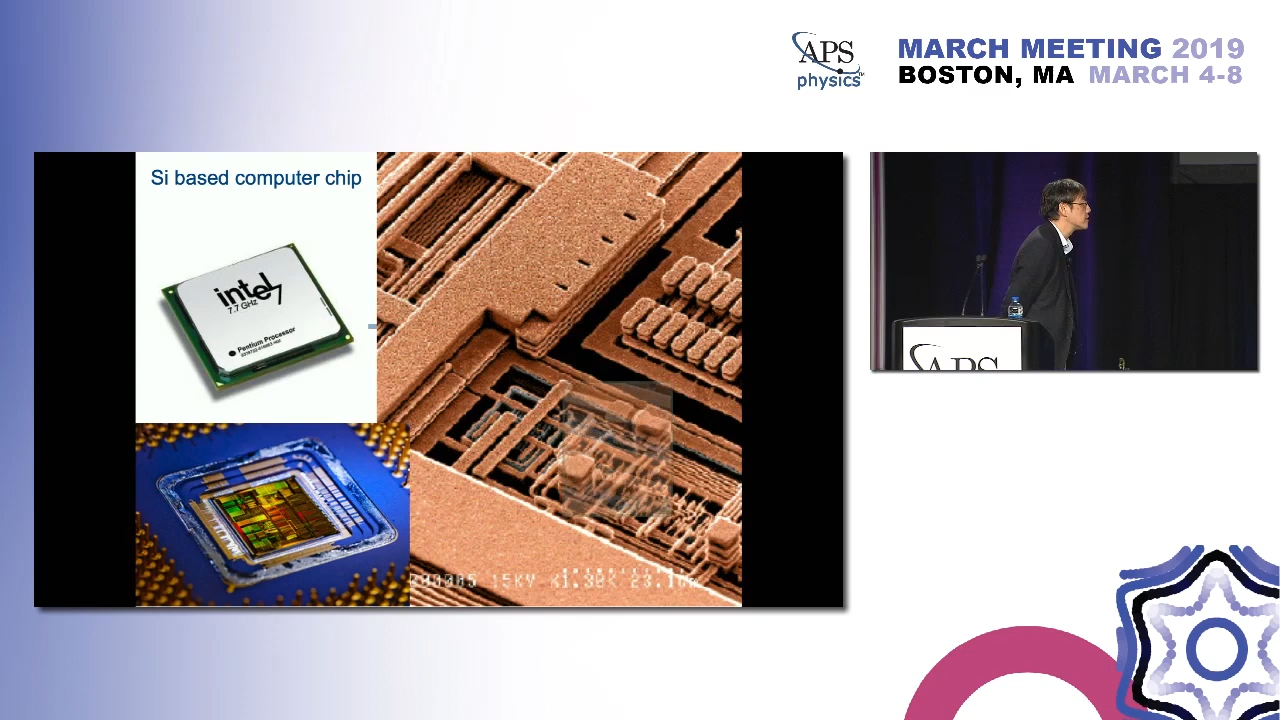 APS
physics
MARCH MEETING 2019
BOSTON, MA MARCH 4-8
Si based computer chip
intel
7.7 GHz
Pentium Processor
15KV
APS